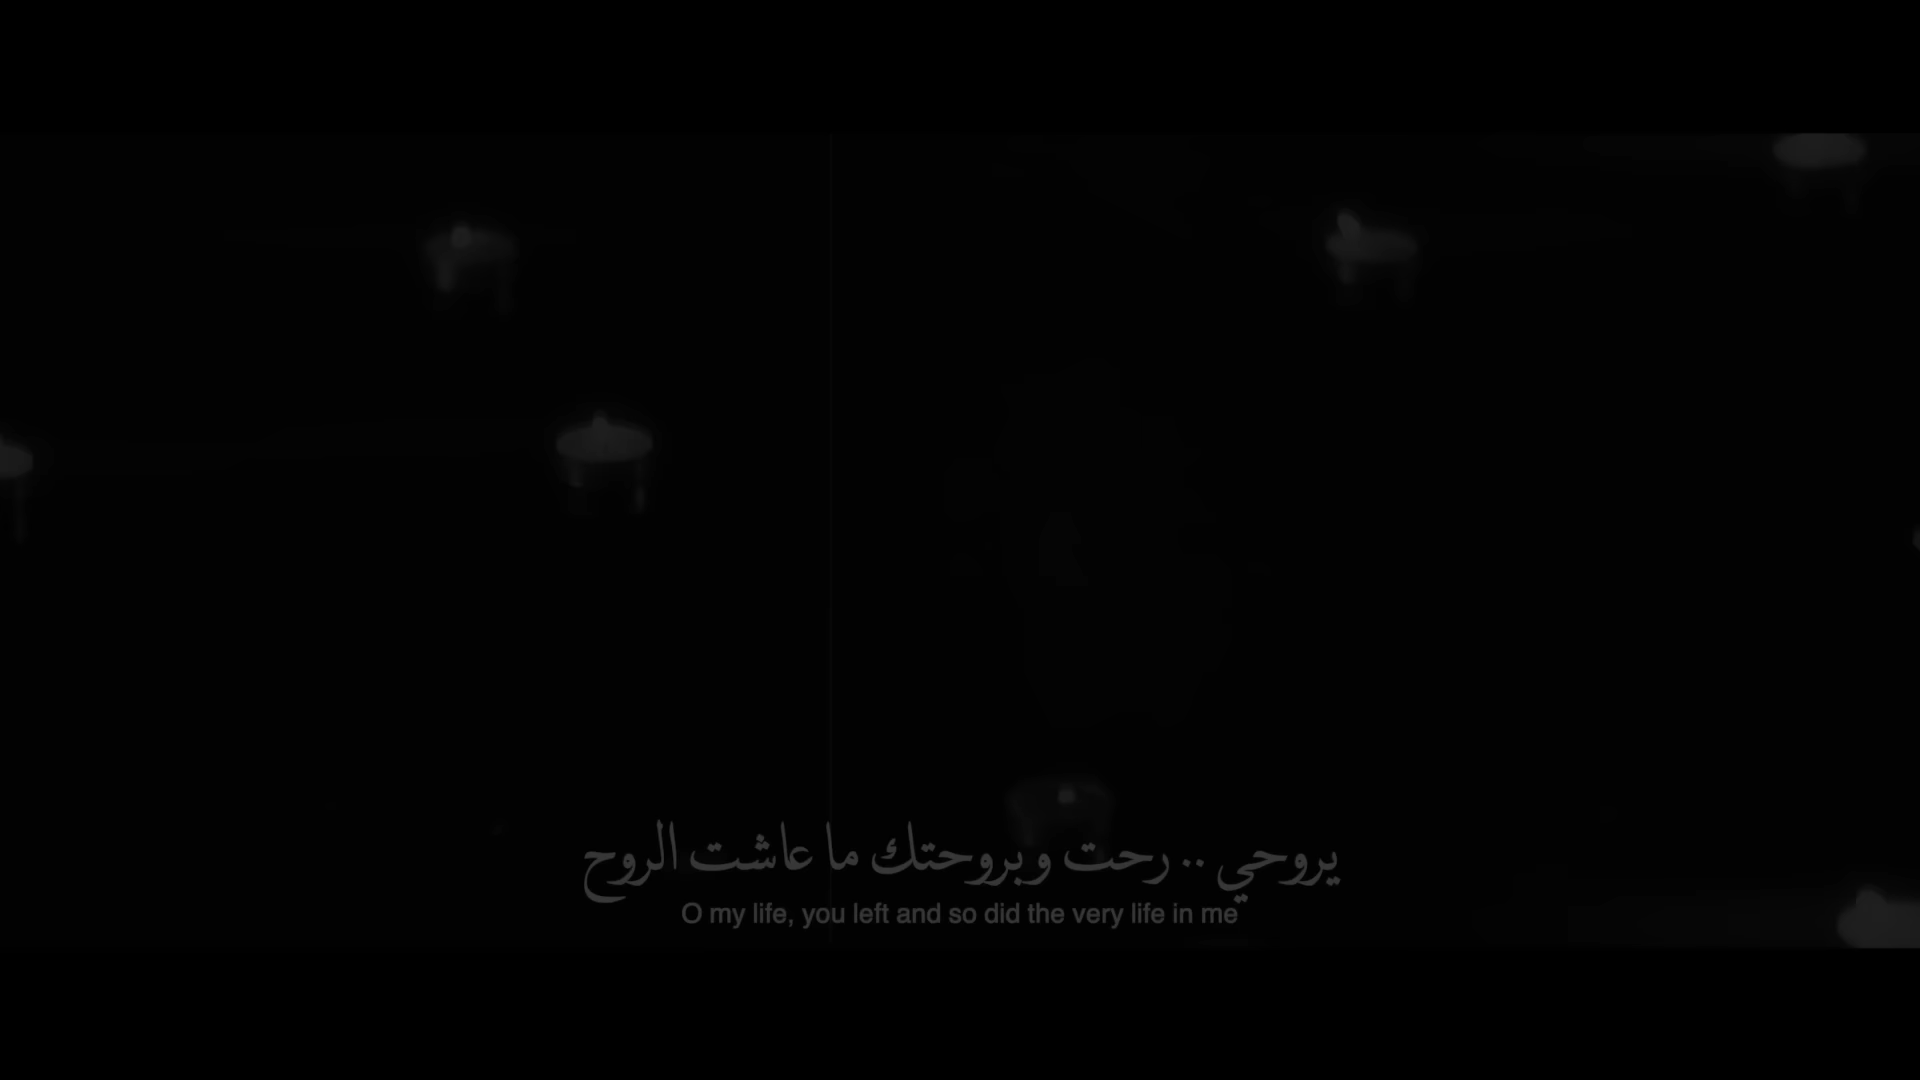 يروحي .. رحت وبروحتك ما عاشت الروح
O my life, you left and so did the very life in me